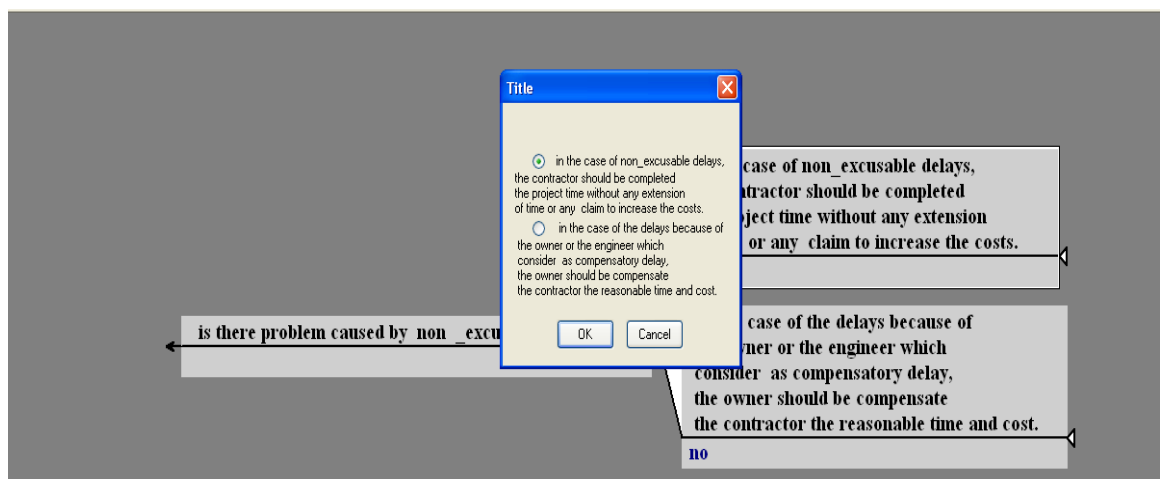 Title
in the case of non_excusable delays,
the contractor should be completed
the project time without any extension
of time or any claim to increase the costs.
in the case of the delays because of
the owner or the engineer which
consider as compensatory delay,
the owner should be compensate
the contractor the reasonable time and cost.
OK
Cancel
case of non_excusable delays,
should be completed
time without any extension
or any claim to increase the costs.
is there problem caused by non
case of the delays because of
or the engineer which
consider as compensatory delay,
the owner should be compensate
the contractor the reasonable time and cost.
no